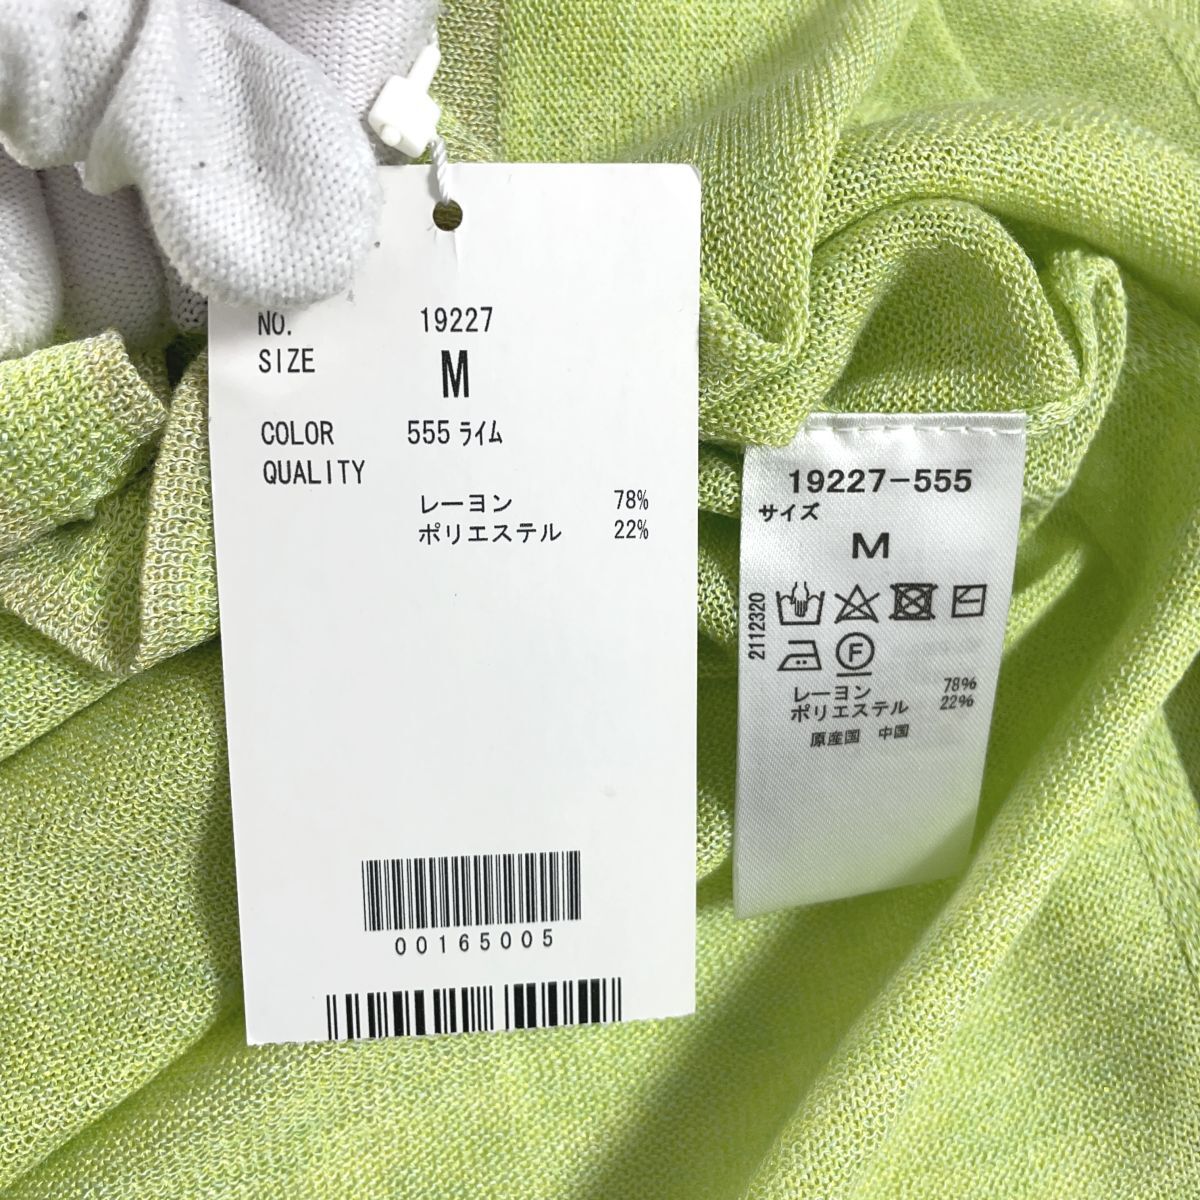 NO. 19227
SIZE M
COLOR 555 ライム
QUALITY
レーヨン 78%
ポリエステル 22%
00165005
19227-555
サイズ
M
2112320
F
レーヨン 78%
ポリエステル 22%
原産国 中国